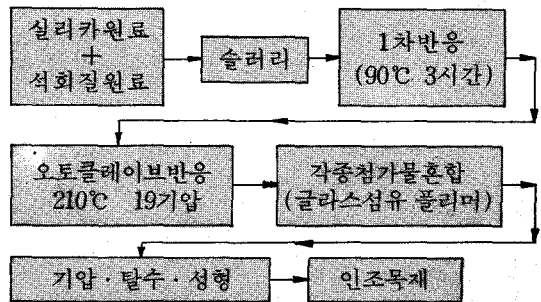 실리카원료
+
석회질원료
슬러리
1차반응
(90℃ 3시간)
오토클레이브반응
210℃ 19기압
각종첨가물혼합
(글라스섬유 폴리머)
기압·탈수·성형
인조목재